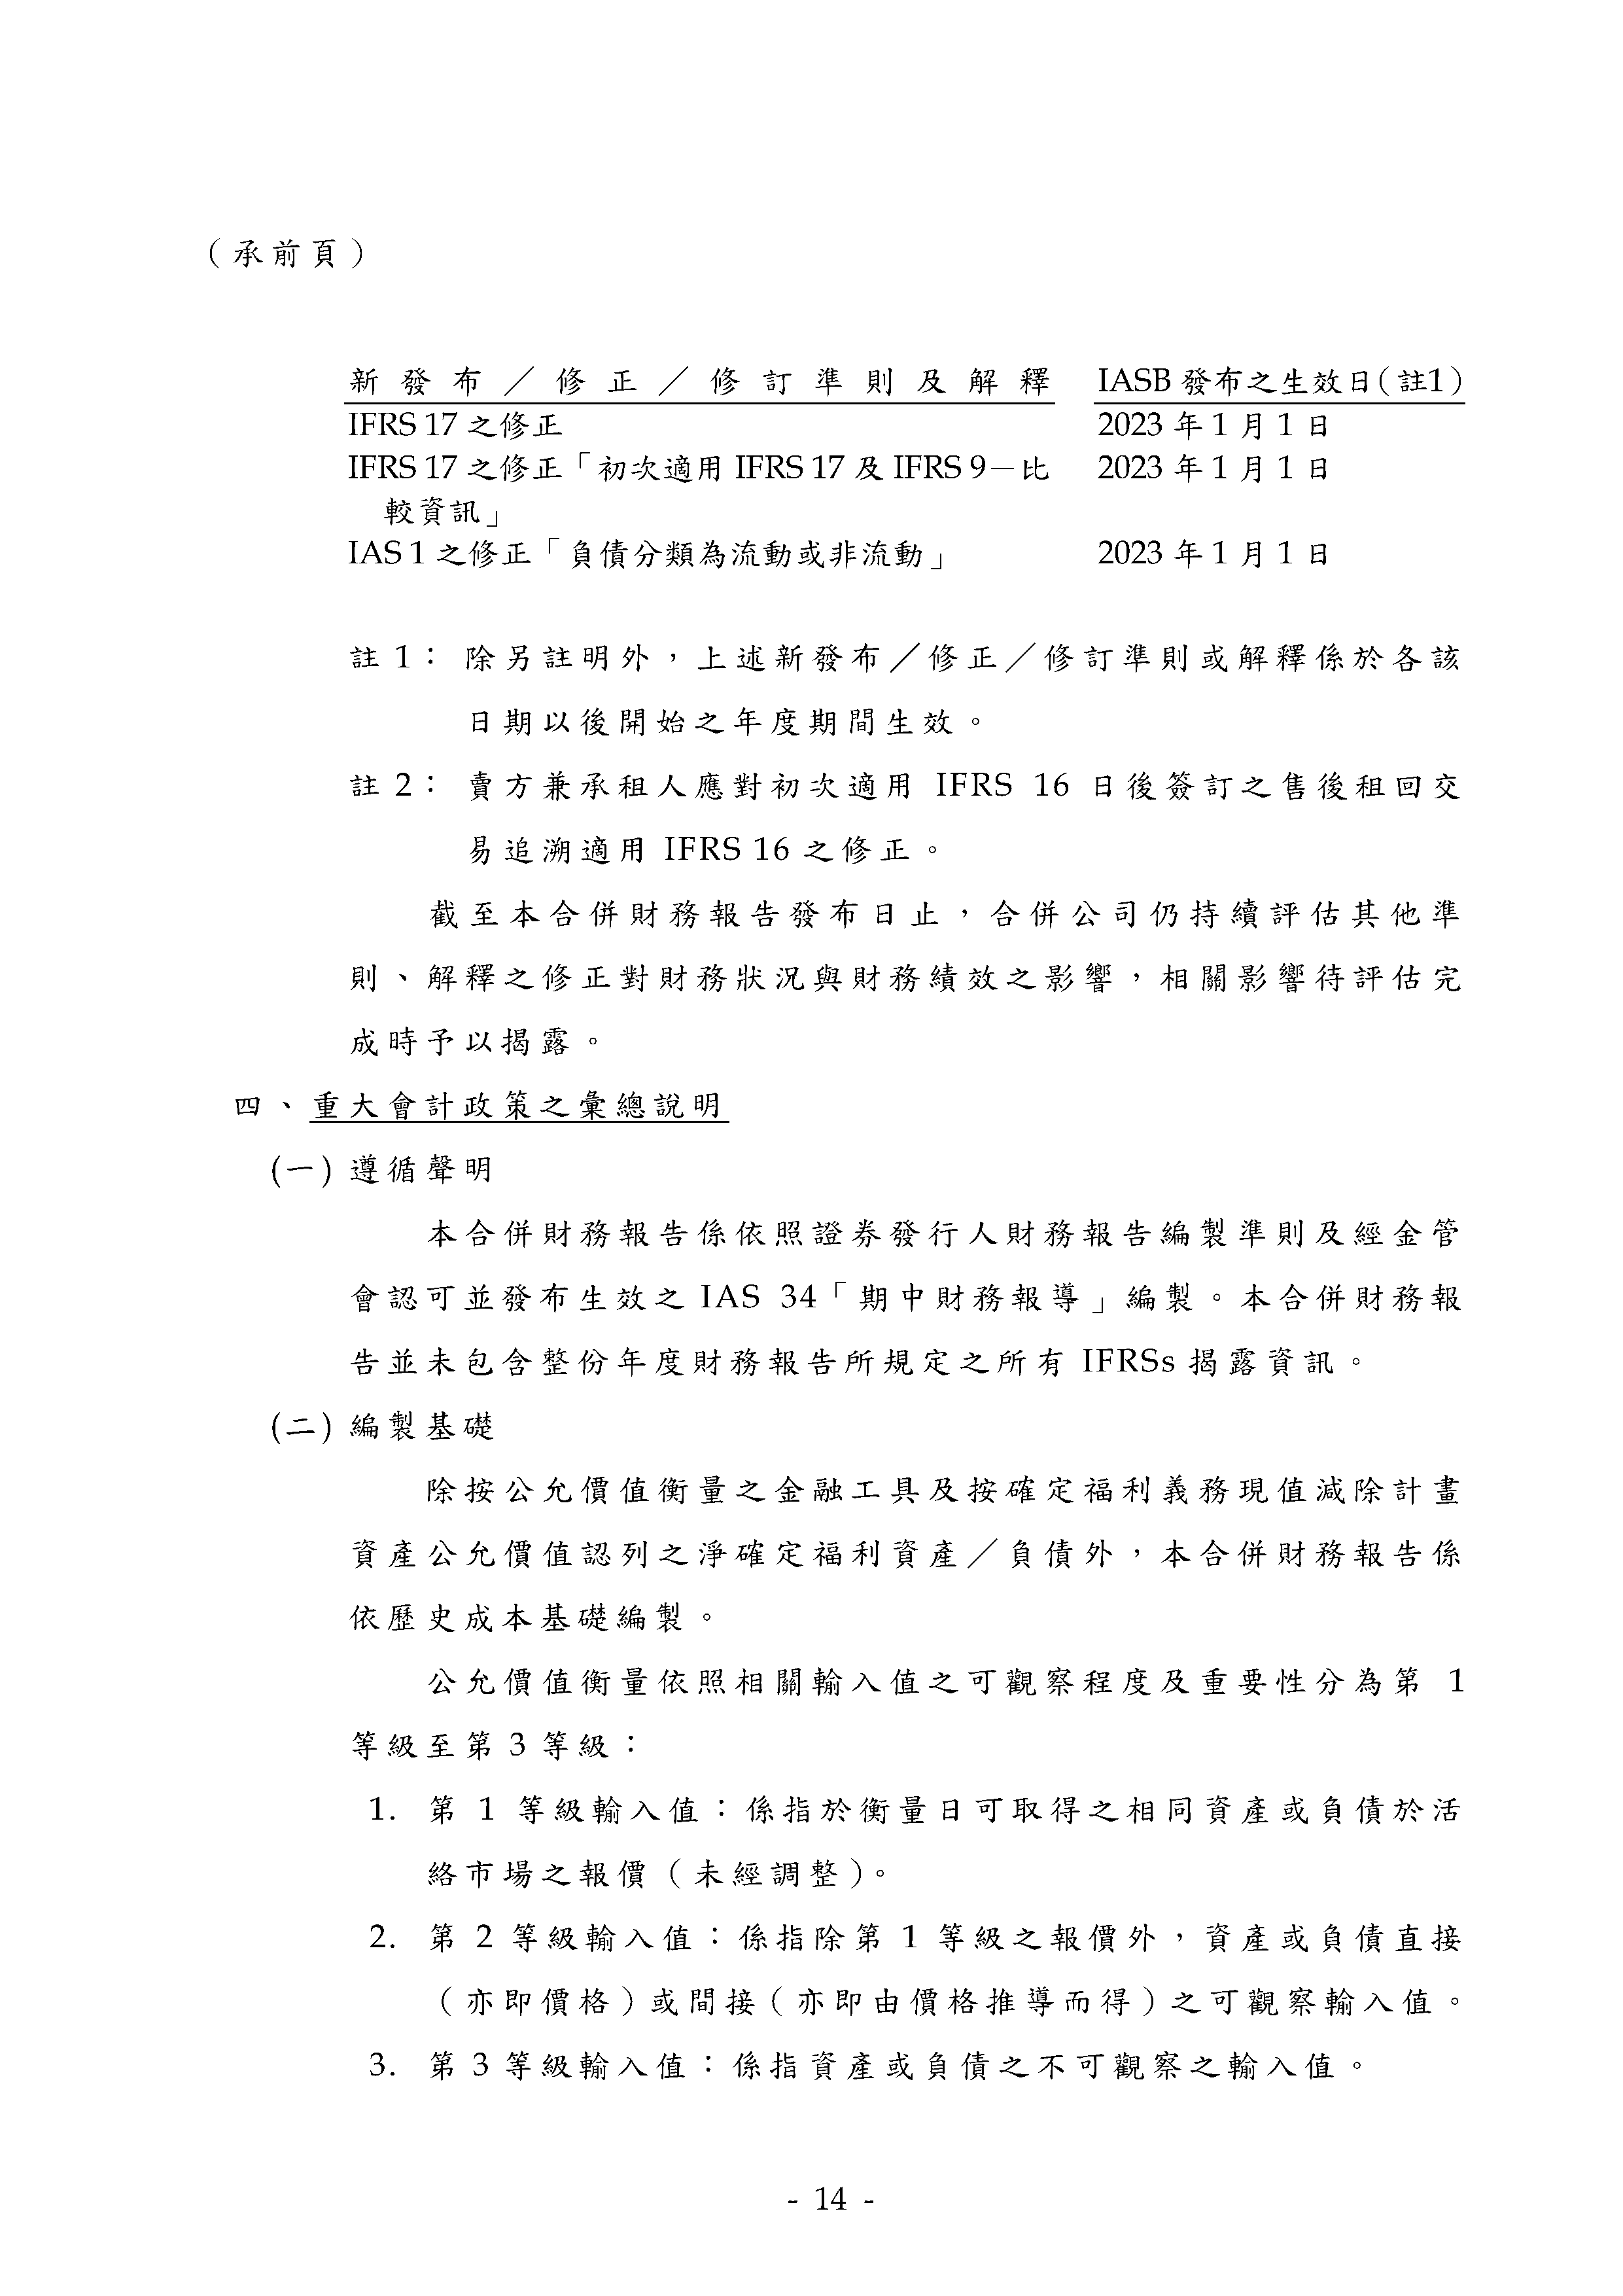 （承前頁）
新發布／修正／修訂準則及解釋 IASB 發布之生效日(註1)
IFRS 17 之修正 2023 年 1 月 1 日
IFRS 17 之修正「初次適用 IFRS 17 及 IFRS 9－比 2023 年 1 月 1 日
較資訊」
IAS 1 之修正「負債分類為流動或非流動」 2023 年 1 月 1 日
註 1：除另註明外，上述新發布／修正／修訂準則或解釋係於各該
日期以後開始之年度期間生效。
註 2：賣方兼承租人應對初次適用 IFRS 16 日後簽訂之售後租回交
易追溯適用 IFRS 16 之修正。
截至本合併財務報告發布日止，合併公司仍持續評估其他準
則、解釋之修正對財務狀況與財務績效之影響，相關影響待評估完
成時予以揭露。
四、重大會計政策之彙總說明
(一) 遵循聲明
本合併財務報告係依照證券發行人財務報告編製準則及經金管
會認可並發布生效之 IAS 34「期中財務報導」編製。本合併財務報
告並未包含整份年度財務報告所規定之所有 IFRSs 揭露資訊。
(二) 編製基礎
除按公允價值衡量之金融工具及按確定福利義務現值減除計畫
資產公允價值認列之淨確定福利資產／負債外，本合併財務報告係
依歷史成本基礎編製。
公允價值衡量依照相關輸入值之可觀察程度及重要性分為第 1
等級至第 3 等級：
1. 第 1 等級輸入值：係指於衡量日可取得之相同資產或負債於活
絡市場之報價（未經調整）。
2. 第 2 等級輸入值：係指除第 1 等級之報價外，資產或負債直接
（亦即價格）或間接（亦即由價格推導而得）之可觀察輸入值。
3. 第 3 等級輸入值：係指資產或負債之不可觀察之輸入值。
- 14 -